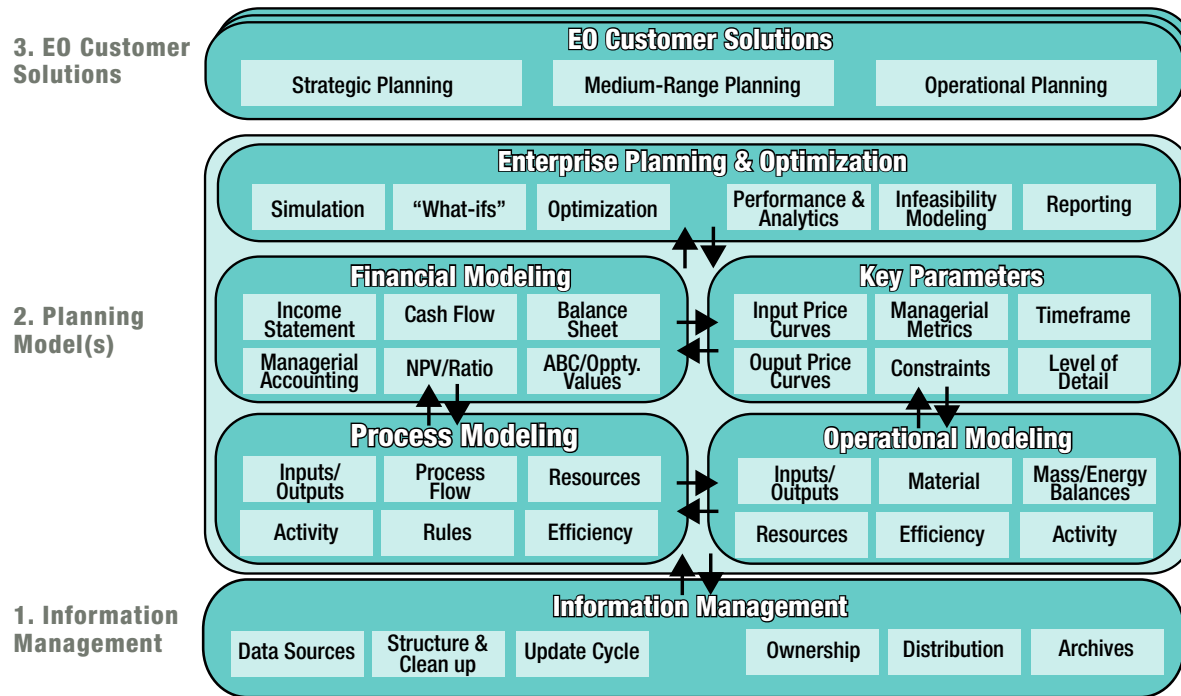 3. EO Customer
Solutions
EO Customer Solutions
Strategic Planning
Medium-Range Planning
Operational Planning
2. Planning
Model(s)
Enterprise Planning & Optimization
Simulation
“What-ifs”
Optimization
Performance &
Analytics
Infeasibility
Modeling
Reporting
Financial Modeling
Income
Statement
Cash Flow
Balance
Sheet
Managerial
Accounting
NPV/Ratio
ABC/Oppty.
Values
Key Parameters
Input Price
Curves
Managerial
Metrics
Timeframe
Ouput Price
Curves
Constraints
Level of
Detail
Process Modeling
Inputs/
Outputs
Process
Flow
Resources
Activity
Rules
Efficiency
Operational Modeling
Inputs/
Outputs
Material
Mass/Energy
Balances
Resources
Efficiency
Activity
1. Information
Management
Information Management
Data Sources
Structure &
Clean up
Update Cycle
Ownership
Distribution
Archives